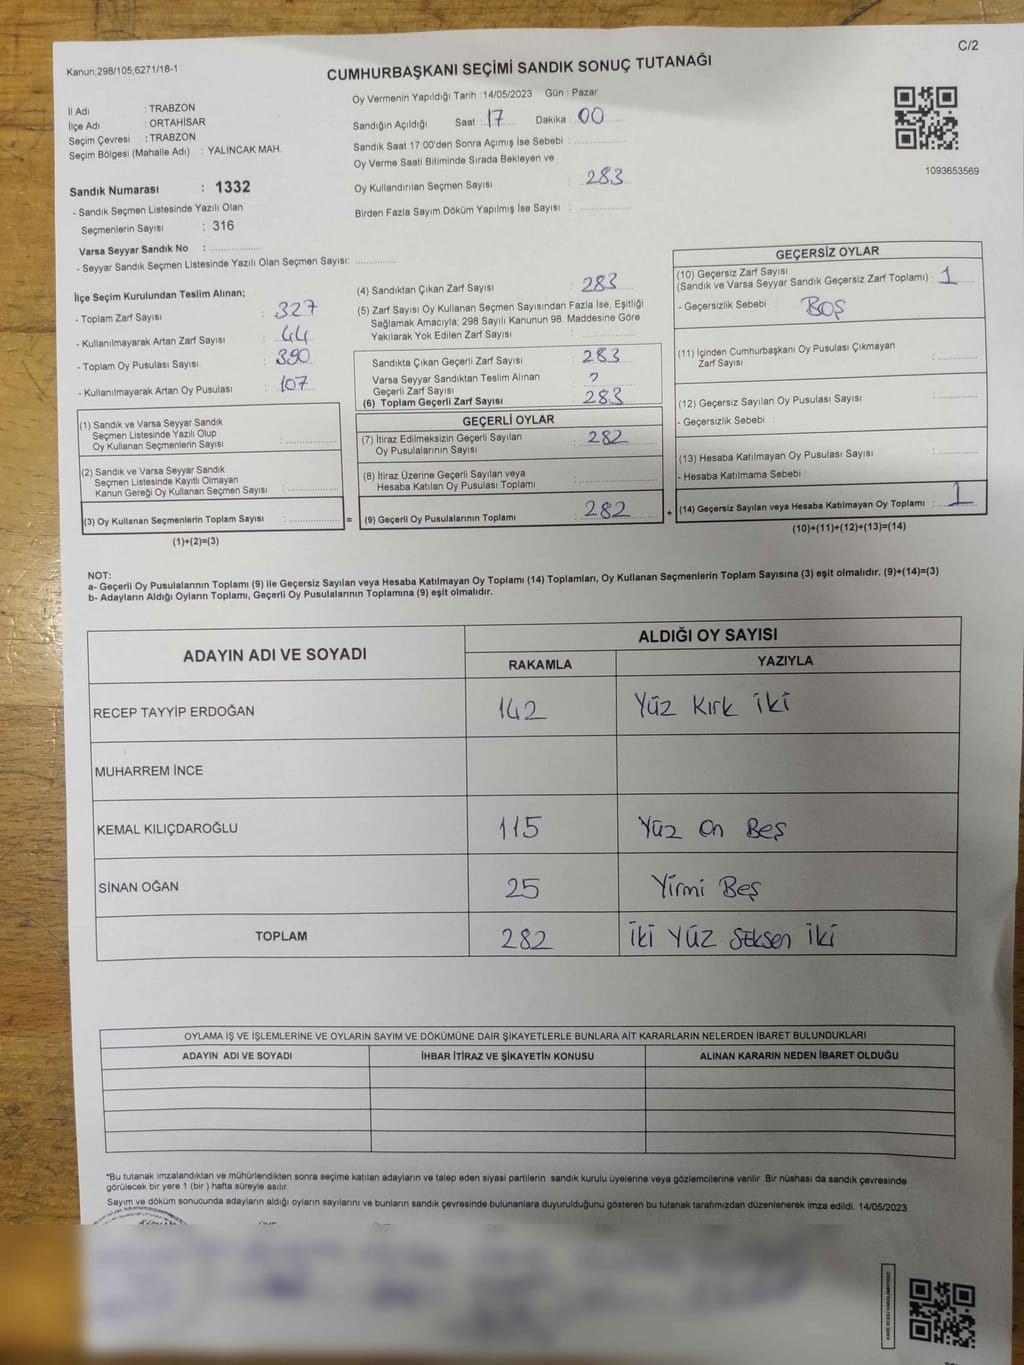 C/2
Kanun;298/105;6271/18-1
CUMHURBAŞKANI SEÇİMİ SANDIK SONUÇ TUTANAĞI
İl Adı : TRABZON
İlçe Adı : ORTAHİSAR
Seçim Çevresi : TRABZON
Seçim Bölgesi (Mahalle Adı) : YALINCAK MAH.
Sandık Numarası : 1332
- Sandık Seçmen Listesinde Yazılı Olan
Seçmenlerin Sayısı : 316
Varsa Seyyar Sandık No : ..................
- Seyyar Sandık Seçmen Listesinde Yazılı Olan Seçmen Sayısı: ..............
Oy Vermenin Yapıldığı Tarih :14/05/2023 Gün : Pazar
Sandığın Açıldığı Saat : 17 Dakika : 00
Sandık Saat 17:00'den Sonra Açımış İse Sebebi : ..................
Oy Verme Saati Bitiminde Sırada Bekleyen ve
Oy Kullandırılan Seçmen Sayısı : 283
Birden Fazla Sayım Döküm Yapılmış İse Sayısı : ..................
1093653569
İlçe Seçim Kurulundan Teslim Alınan;
- Toplam Zarf Sayısı : 327
- Kullanılmayarak Artan Zarf Sayısı : 44
- Toplam Oy Pusulası Sayısı : 390
- Kullanılmayarak Artan Oy Pusulası : 107
(1) Sandık ve Varsa Seyyar Sandık
Seçmen Listesinde Yazılı Olup
Oy Kullanan Seçmenlerin Sayısı : ..............
(2) Sandık ve Varsa Seyyar Sandık
Seçmen Listesinde Kayıtlı Olmayan
Kanun Gereği Oy Kullanan Seçmen Sayısı : ..............
(3) Oy Kullanan Seçmenlerin Toplam Sayısı : .............. =
(1)+(2)=(3)
(4) Sandıktan Çıkan Zarf Sayısı : 283
(5) Zarf Sayısı Oy Kullanan Seçmen Sayısından Fazla İse, Eşitliği
Sağlamak Amacıyla; 298 Sayılı Kanunun 98. Maddesine Göre
Yakılarak Yok Edilen Zarf Sayısı : ..............
Sandıkta Çıkan Geçerli Zarf Sayısı : 283
Varsa Seyyar Sandıktan Teslim Alınan
Geçerli Zarf Sayısı :
(6) Toplam Geçerli Zarf Sayısı : 283
GEÇERLİ OYLAR
(7) İtiraz Edilmeksizin Geçerli Sayılan
Oy Pusulasının Sayısı : 282
(8) İtiraz Üzerine Geçerli Sayılan veya
Hesaba Katılan Oy Pusulası Toplamı : ..............
(9) Geçerli Oy Pusulalarının Toplamı : 282 +
GEÇERSİZ OYLAR
(10) Geçersiz Zarf Sayısı
(Sandık ve Varsa Seyyar Sandık Geçersiz Zarf Toplamı) : 1
- Geçersizlik Sebebi : BOŞ
(11) İçinden Cumhurbaşkanı Oy Pusulası Çıkmayan
Zarf Sayısı : ..............
(12) Geçersiz Sayılan Oy Pusulası Sayısı : ..............
- Geçersizlik Sebebi :
(13) Hesaba Katılmayan Oy Pusulası Sayısı : ..............
- Hesaba Katılmama Sebebi :
(14) Geçersiz Sayılan veya Hesaba Katılmayan Oy Toplamı : 1
(10)+(11)+(12)+(13)=(14)
NOT:
a- Geçerli Oy Pusulalarının Toplamı (9) ile Geçersiz Sayılan veya Hesaba Katılmayan Oy Toplamı (14) Toplamları, Oy Kullanan Seçmenlerin Toplam Sayısına (3) eşit olmalıdır. (9)+(14)=(3)
b- Adayların Aldığı Oyların Toplamı, Geçerli Oy Pusulalarının Toplamına (9) eşit olmalıdır.
ADAYIN ADI VE SOYADI
ALDIĞI OY SAYISI
RAKAMLA YAZIYLA
RECEP TAYYİP ERDOĞAN 142 Yüz Kırk iki
MUHARREM İNCE
KEMAL KILIÇDAROĞLU 115 Yüz On Beş
SİNAN OĞAN 25 Yirmi Beş
TOPLAM 282 İki Yüz Seksen İki
OYLAMA İŞ VE İŞLEMLERİNE VE OYLARIN SAYIM VE DÖKÜMÜNE DAİR ŞİKAYETLERLE BUNLARA AİT KARARLARIN NELERDEN İBARET BULUNDUKLARI
ADAYIN ADI VE SOYADI İHBAR İTİRAZ VE ŞİKAYETİN KONUSU ALINAN KARARIN NEDEN İBARET OLDUĞU
*Bu tutanak imzalandıktan ve mühürlendikten sonra seçime katılan adayların ve talep eden siyasi partilerin sandık kurulu üyelerine veya gözlemcilerine verilir .Bir nüshası da sandık çevresinde
görülecek bir yere 1 (bir ) hafta süreyle asılır.
Sayım ve döküm sonucunda adayların aldığı oyların sayılarını ve bunların sandık çevresinde bulunanlara duyurulduğunu gösteren bu tutanak tarafımızdan düzenlenerek imza edildi. 14/05/2023